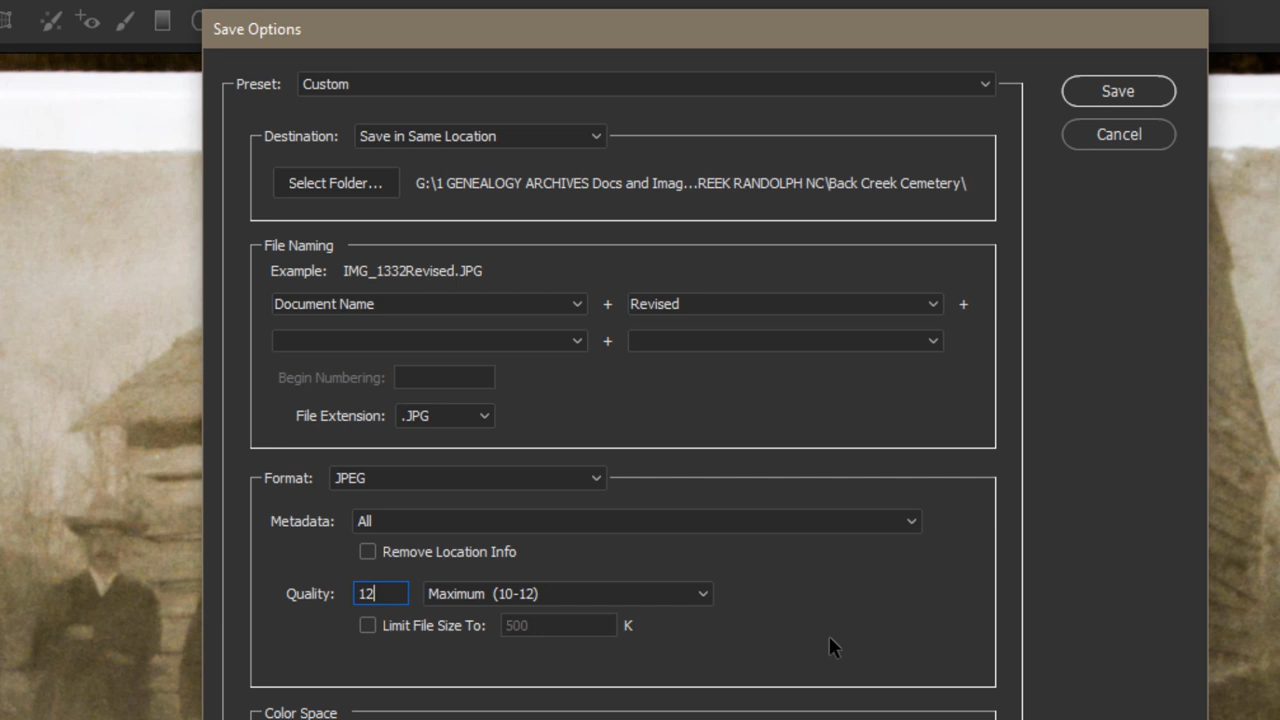 Save Options
Preset: Custom
Save
Destination: Save in Same Location
Cancel
Select Folder... G:\1 GENEALOGY ARCHIVES Docs and Imag...REEK RANDOLPH NC\Back Creek Cemetery\
File Naming
Example: IMG_1332Revised.JPG
Document Name + Revised +
+
Begin Numbering:
File Extension: .JPG
Format: JPEG
Metadata: All
Remove Location Info
Quality: 12 Maximum (10-12)
Limit File Size To: 500 K
Color Space